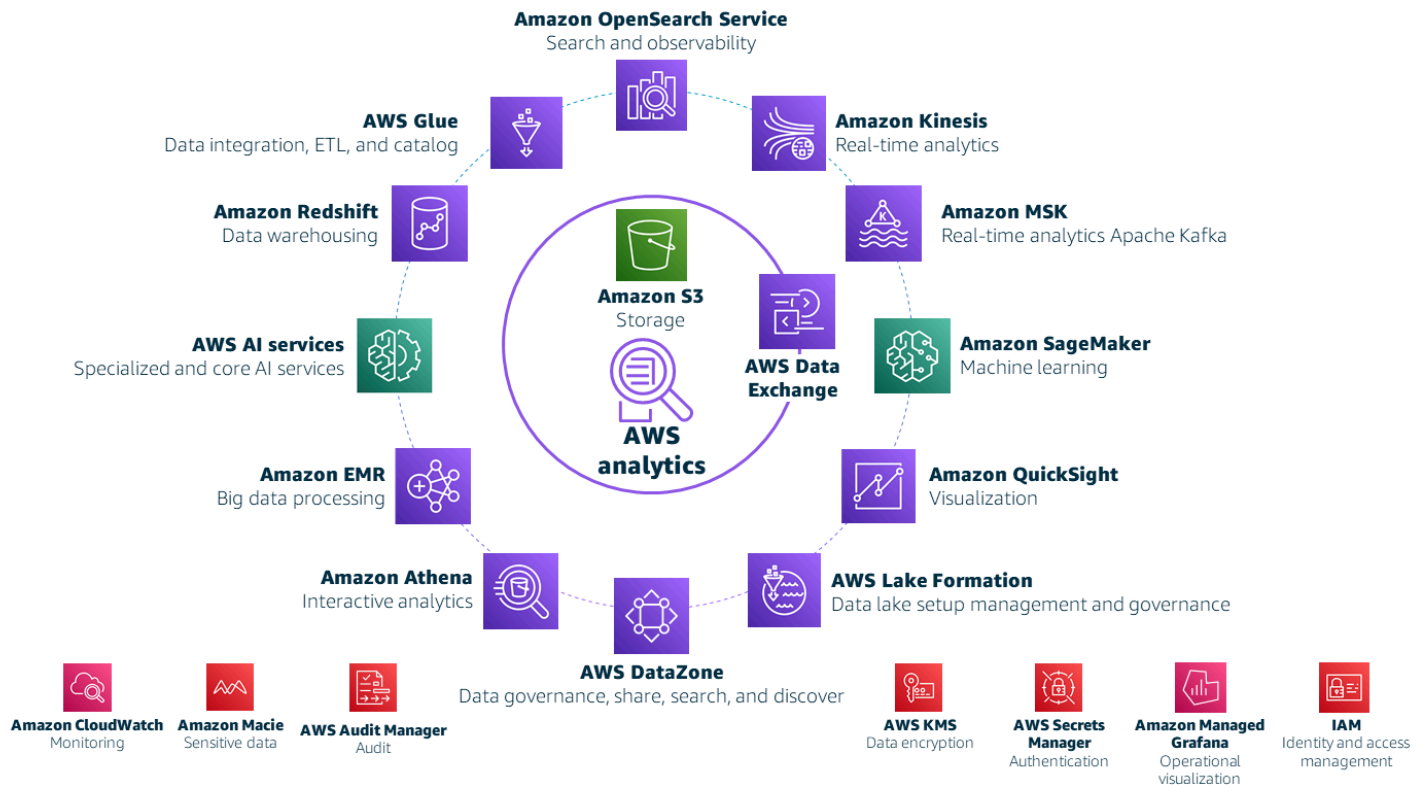 Amazon OpenSearch Service
Search and observability
AWS Glue
Data integration, ETL, and catalog
Amazon Kinesis
Real-time analytics
Amazon Redshift
Data warehousing
Amazon MSK
Real-time analytics Apache Kafka
K
Amazon S3
Storage
AWS Data
Exchange
AWS
analytics
AWS AI services
Specialized and core AI services
Amazon SageMaker
Machine learning
Amazon EMR
Big data processing
Amazon QuickSight
Visualization
Amazon Athena
Interactive analytics
AWS Lake Formation
Data lake setup management and governance
AWS DataZone
Data governance, share, search, and discover
Amazon CloudWatch
Monitoring
Amazon Macie
Sensitive data
AWS Audit Manager
Audit
AWS KMS
Data encryption
AWS Secrets
Manager
Authentication
Amazon Managed
Grafana
Operational
visualization
IAM
Identity and access
management